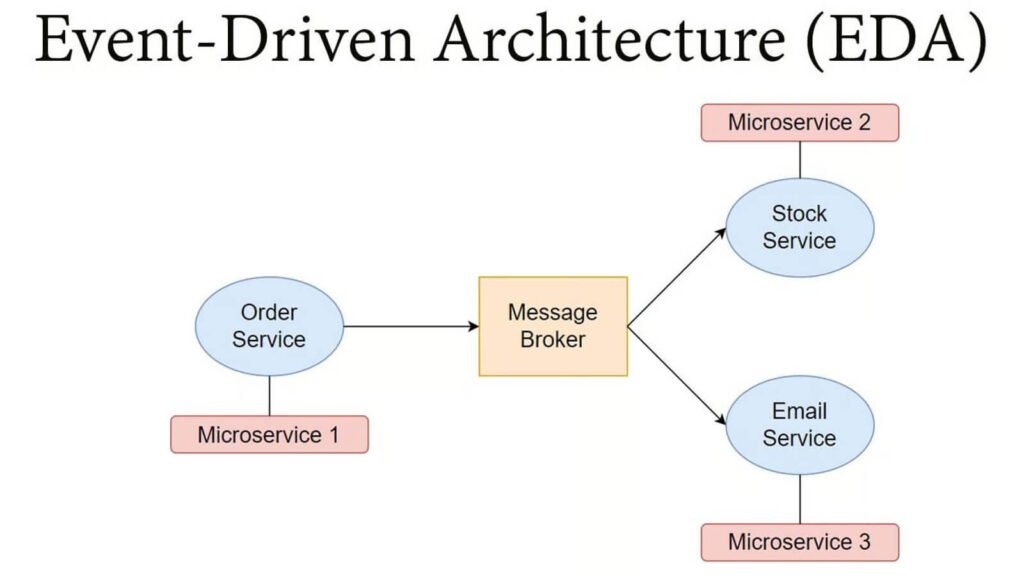 Event-Driven Architecture (EDA)
Microservice 2
Stock
Service
Order
Service
Message
Broker
Microservice 1
Email
Service
Microservice 3